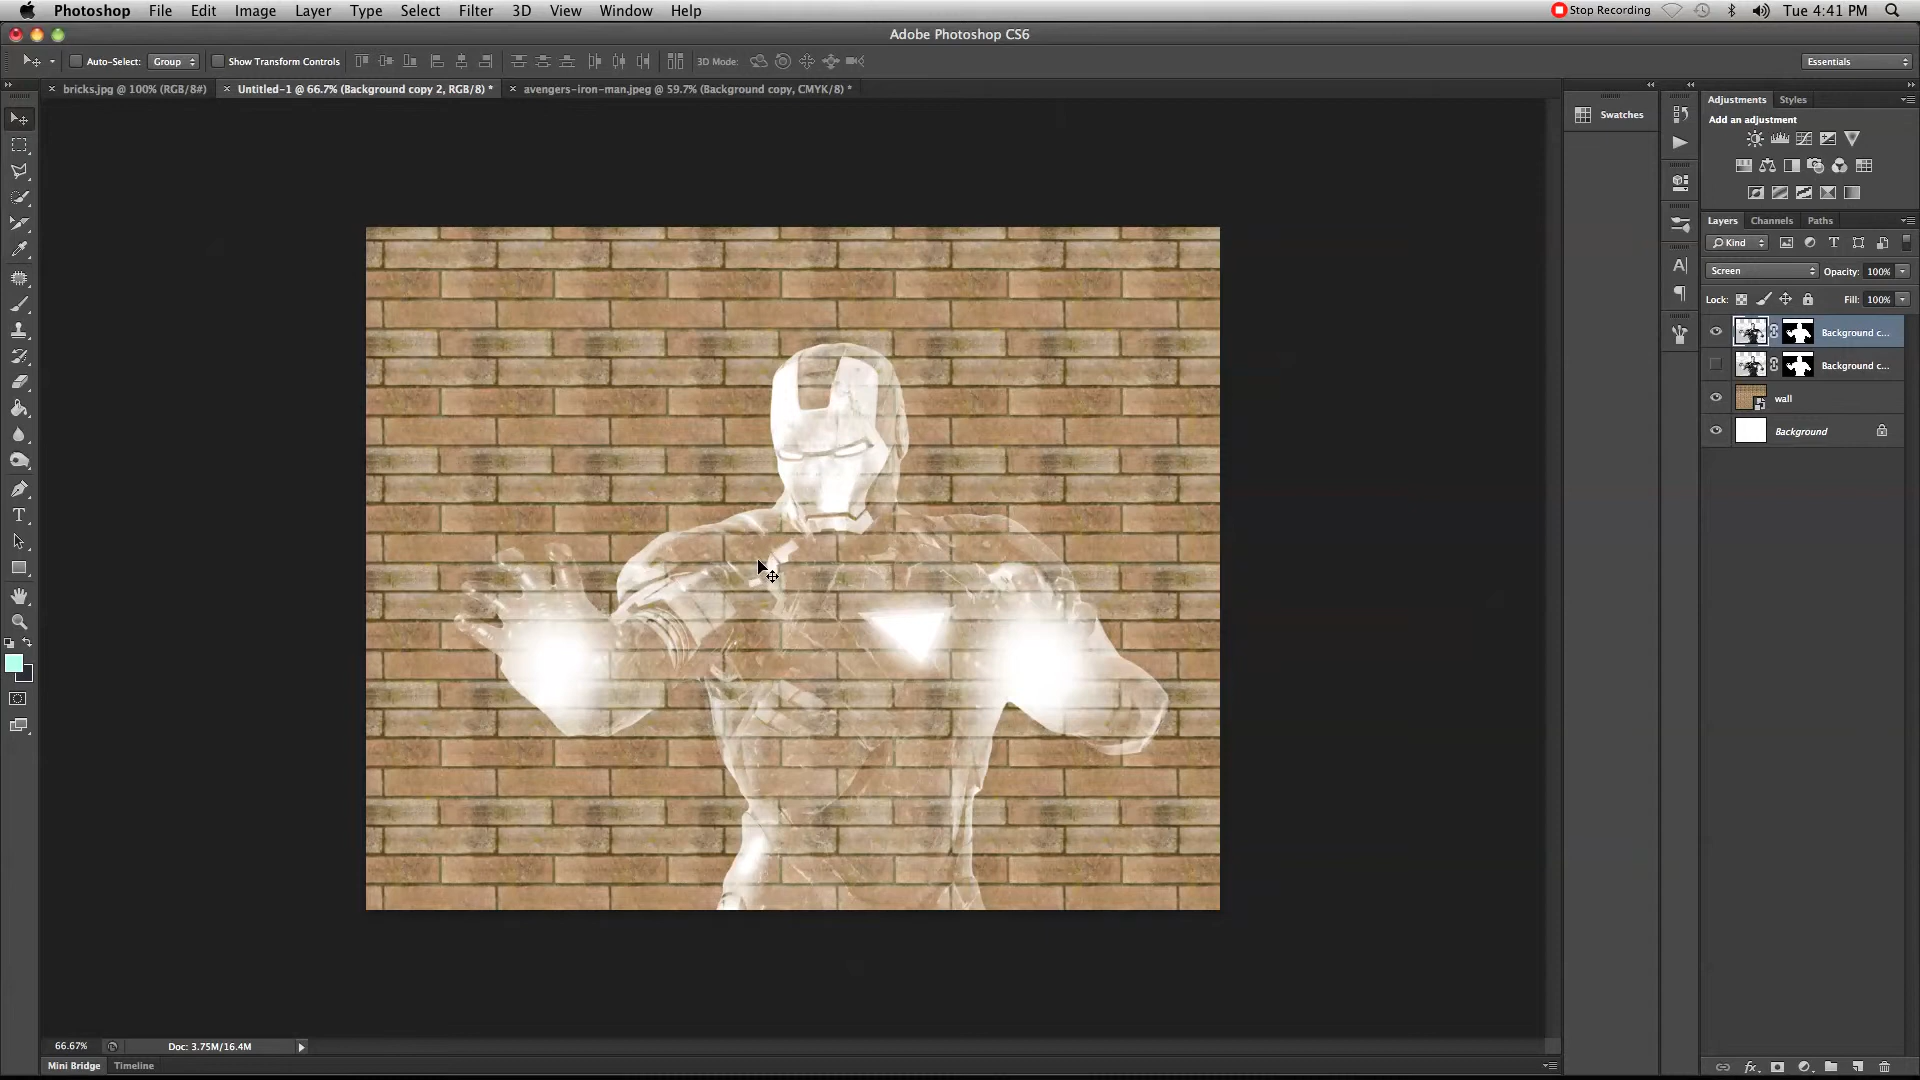 Photoshop File Edit Image Layer Type Select Filter 3D View Window Help Stop Recording Tue 4:41 PM
Adobe Photoshop CS6
Auto-Select: Group Show Transform Controls 3D Mode: Essentials
bricks.jpg @ 100% (RGB/8#) Untitled-1 @ 66.7% (Background copy 2, RGB/8) * avengers-iron-man.jpeg @ 59.7% (Background copy, CMYK/8) *
Adjustments Styles
Swatches
Add an adjustment
Layers Channels Paths
Kind
Screen Opacity: 100%
Lock: Fill: 100%
Background c...
Background c...
wall
Background
66.67% Doc: 3.75M/16.4M
Mini Bridge Timeline